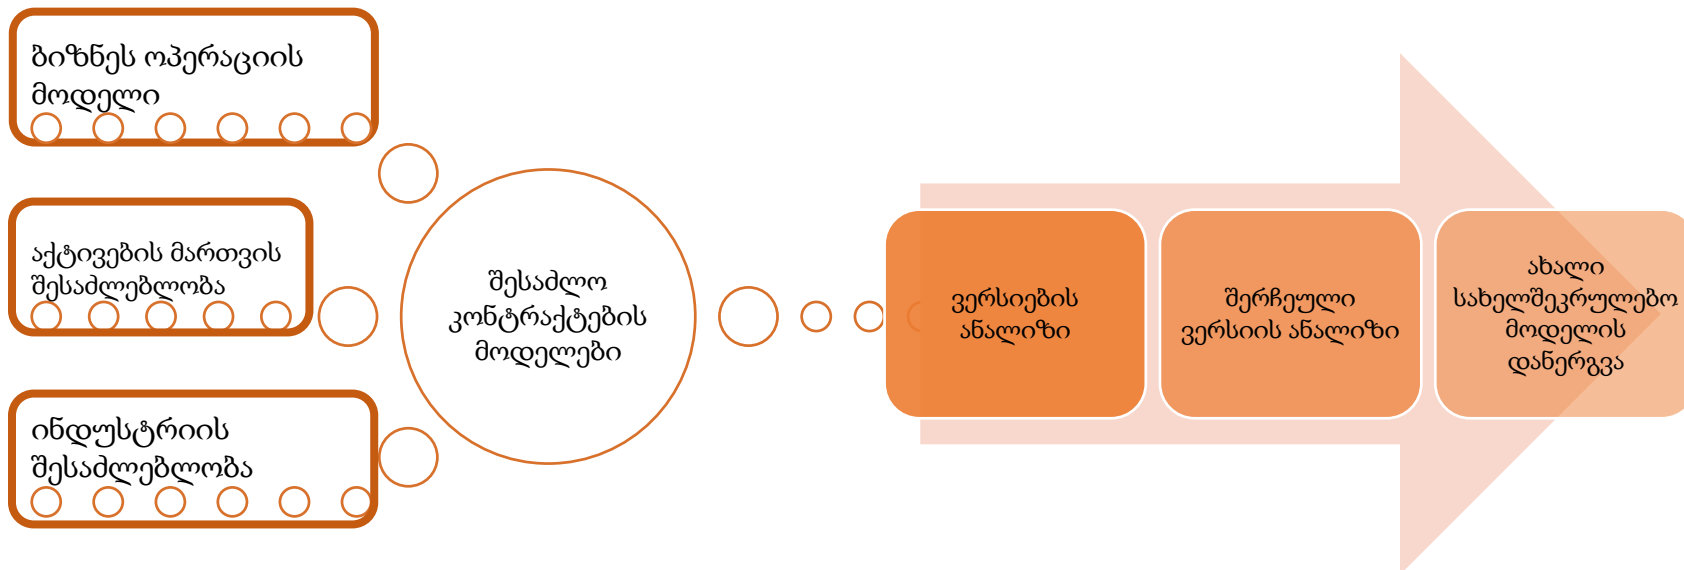 ბიზნეს ოპერაციის
მოდელი
აქტივების მართვის
შესაძლებლობა
ინდუსტრიის
შესაძლებლობა
შესაძლო
კონტრაქტების
მოდელები
ვერსიების
ანალიზი
შერჩეული
ვერსიის ანალიზი
ახალი
სახელშეკრულებო
მოდელის
დანერგვა